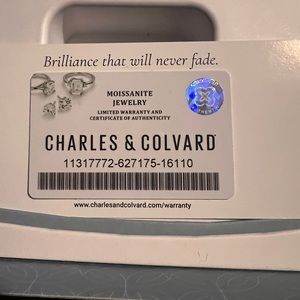 Brilliance that will never fade.
MOISSANITE
JEWELRY
LIMITED WARRANTY AND
CERTIFICATE OF AUTHENTICITY
CHARLES & COLVARD
11317772-627175-16110
www.charlesandcolvard.com/warranty